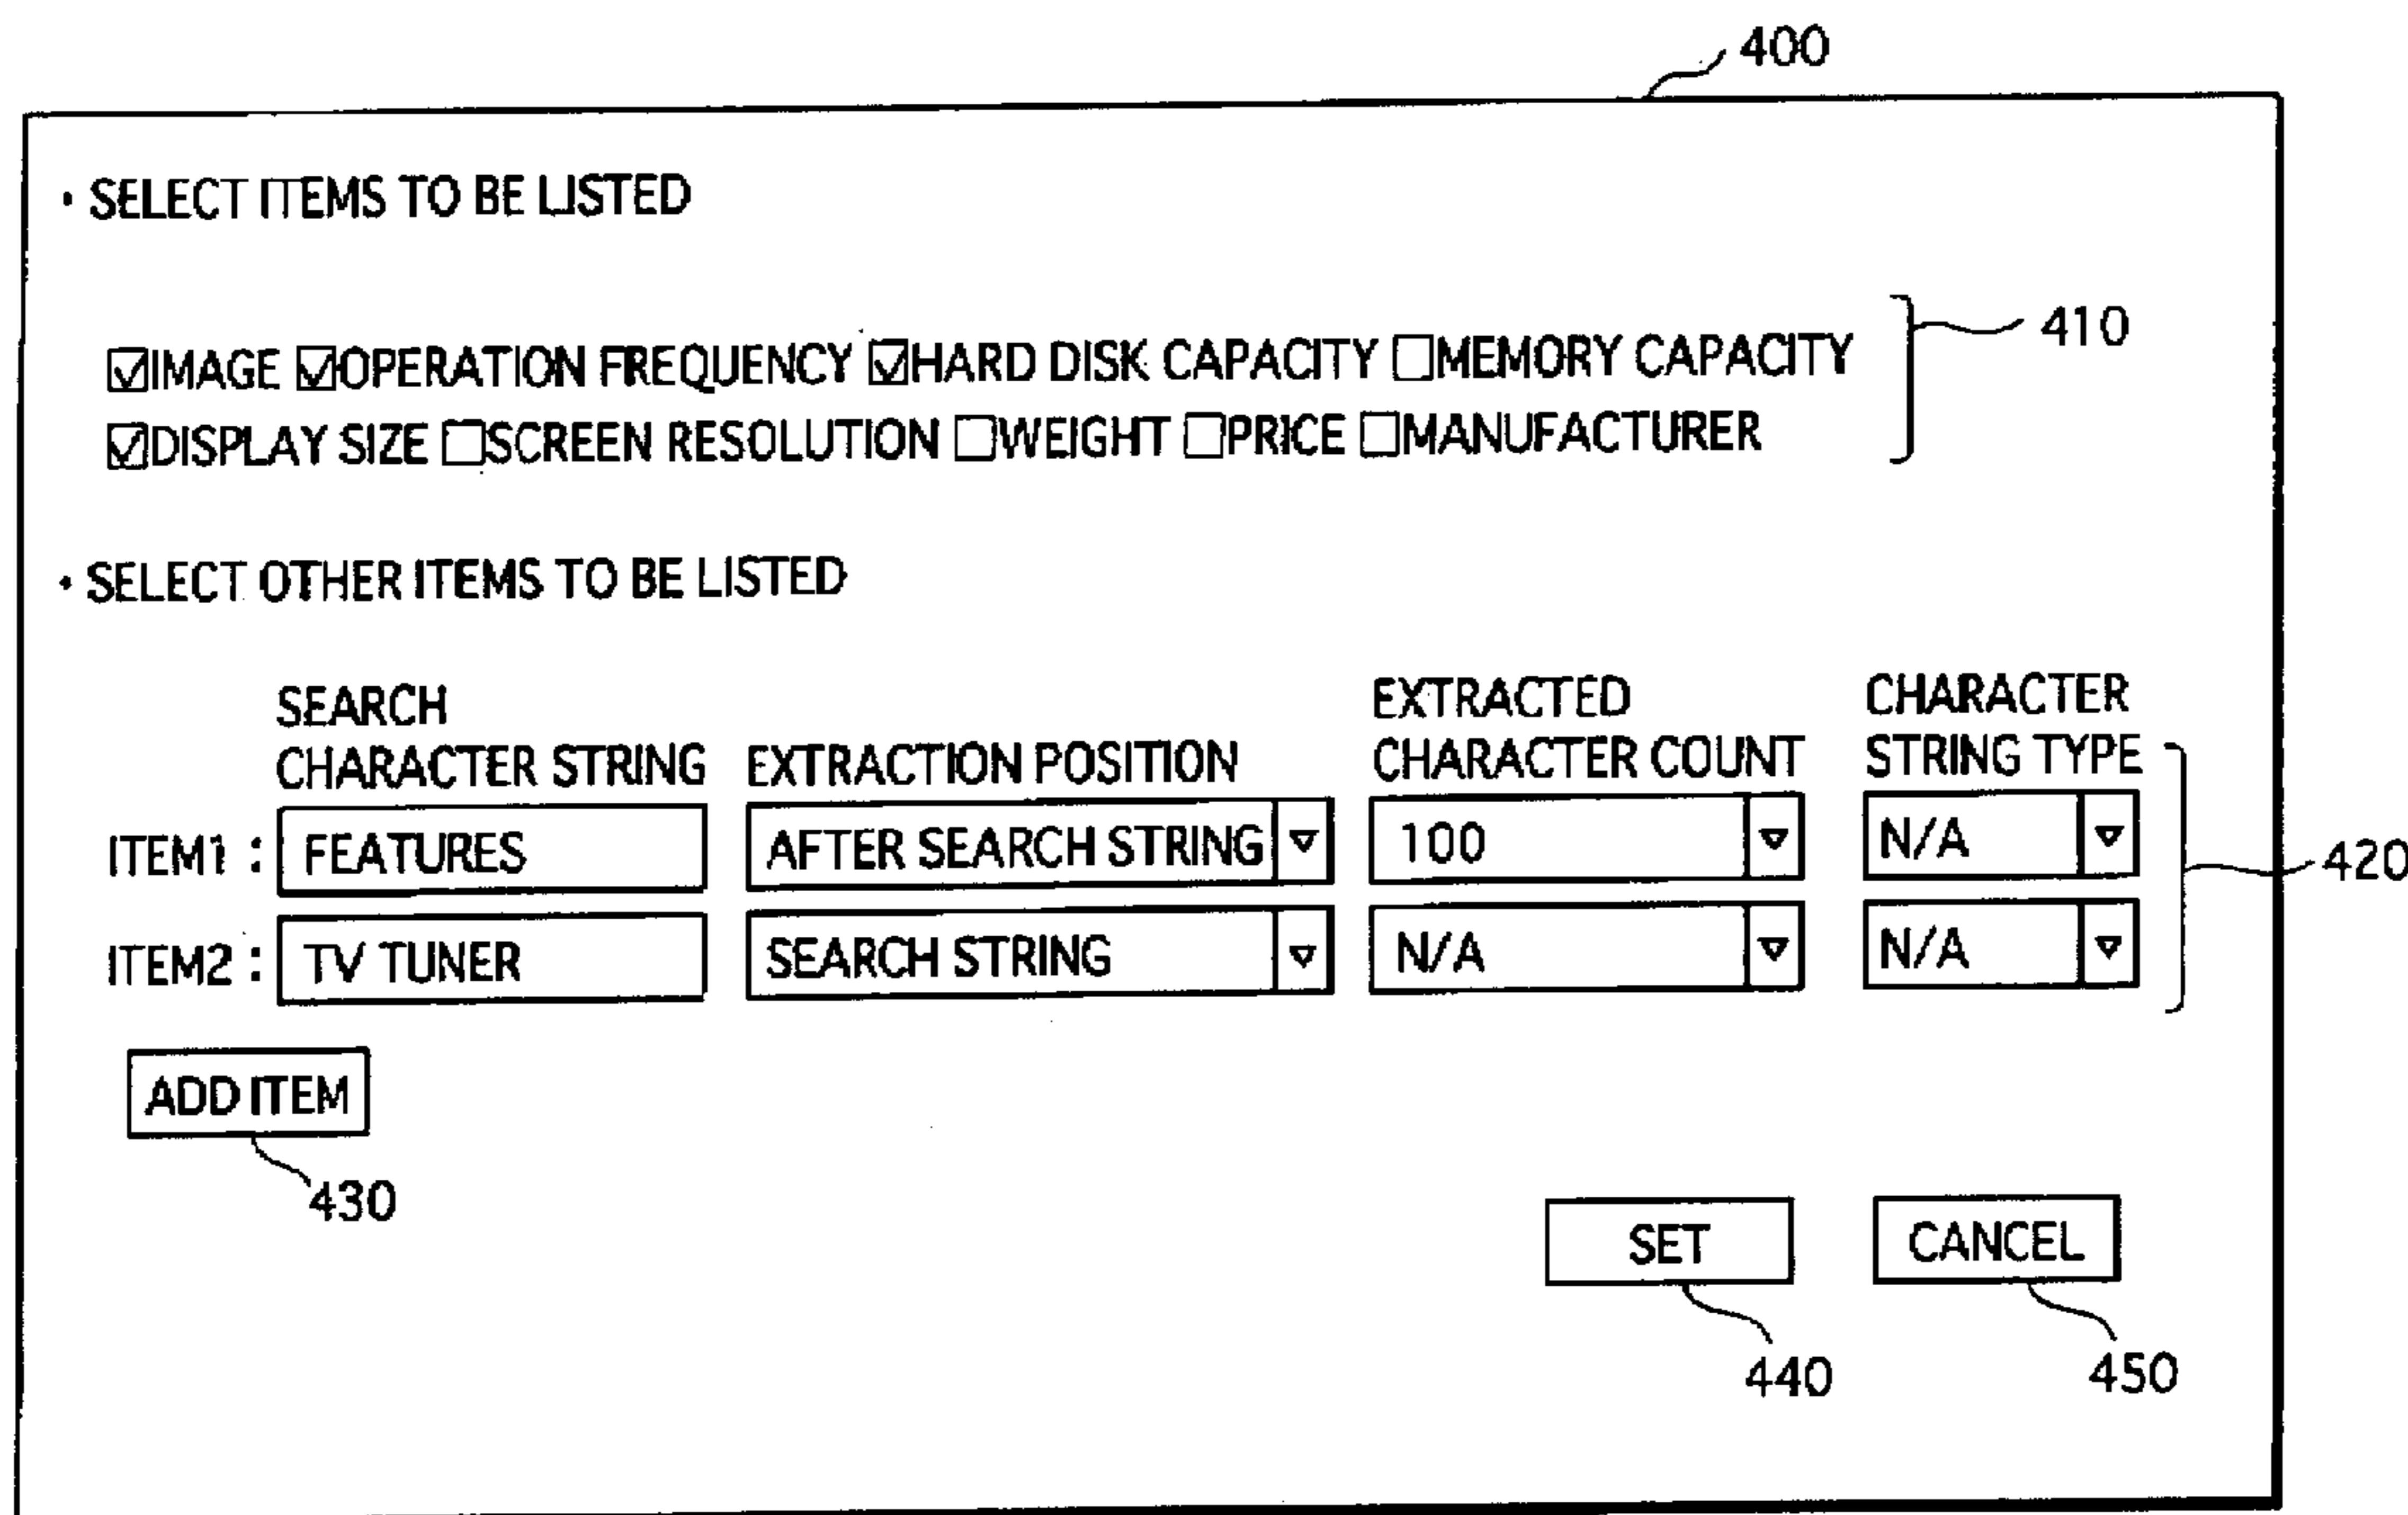 400
· SELECT ITEMS TO BE LISTED
☑IMAGE ☑OPERATION FREQUENCY ☑HARD DISK CAPACITY ☐MEMORY CAPACITY
410
☑DISPLAY SIZE ☐SCREEN RESOLUTION ☐WEIGHT ☐PRICE ☐MANUFACTURER
· SELECT OTHER ITEMS TO BE LISTED
SEARCH EXTRACTED CHARACTER
CHARACTER STRING EXTRACTION POSITION CHARACTER COUNT STRING TYPE
ITEM1 : FEATURES AFTER SEARCH STRING 100 N/A
420
ITEM2 : TV TUNER SEARCH STRING N/A N/A
ADD ITEM
430
SET CANCEL
440 450